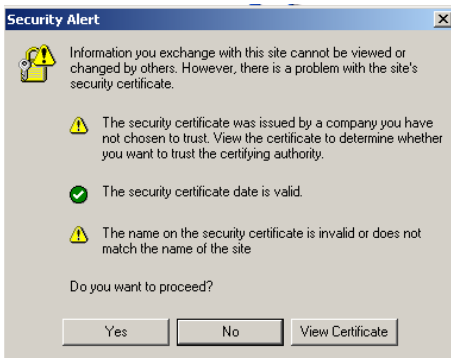 Security Alert
Information you exchange with this site cannot be viewed or
changed by others. However, there is a problem with the site's
security certificate.
The security certificate was issued by a company you have
not chosen to trust. View the certificate to determine whether
you want to trust the certifying authority.
The security certificate date is valid.
The name on the security certificate is invalid or does not
match the name of the site
Do you want to proceed?
Yes
No
View Certificate